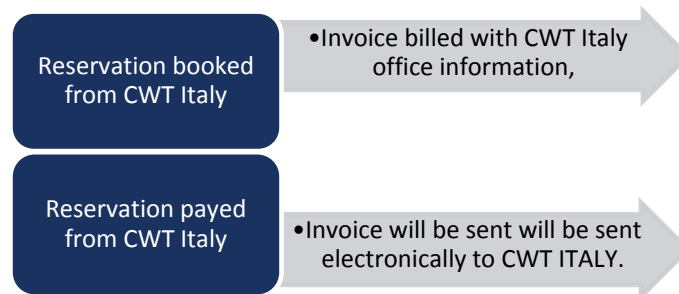 Reservation booked
from CWT Italy
•Invoice billed with CWT Italy
office information,
Reservation payed
from CWT Italy
•Invoice will be sent will be sent
electronically to CWT ITALY.